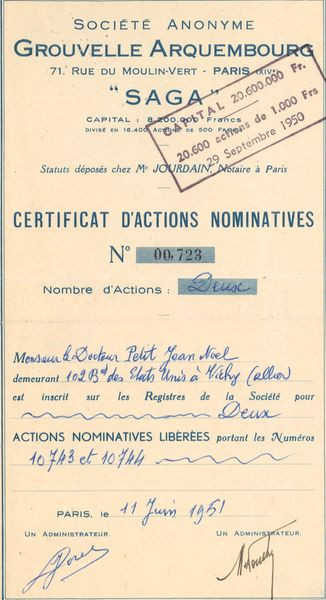 SOCIÉTÉ ANONYME
GROUVELLE ARQUEMBOURG
71, RUE DU MOULIN-VERT - PARIS (XIVe)
"SAGA"
CAPITAL : 8.200.000 Francs
DIVISÉ EN 16.400 ACTIONS DE 500 FRANCS
CAPITAL 20.600.000 Fr.
20.600 actions de 1.000 Frs
29 Septembre 1950
Statuts déposés chez Me JOURDAIN, Notaire à Paris
CERTIFICAT D'ACTIONS NOMINATIVES
No 00,723
Nombre d'Actions : Deux
Monsieur le Docteur Petit Jean Noel
demeurant 102 Bd des Etats Unis à Vichy (allier)
est inscrit sur les Registres de la Société pour
Deux
ACTIONS NOMINATIVES LIBÉRÉES portant les Numéros
10743 et 10744
PARIS, le 11 Juin 1951
UN ADMINISTRATEUR, UN ADMINISTRATEUR,